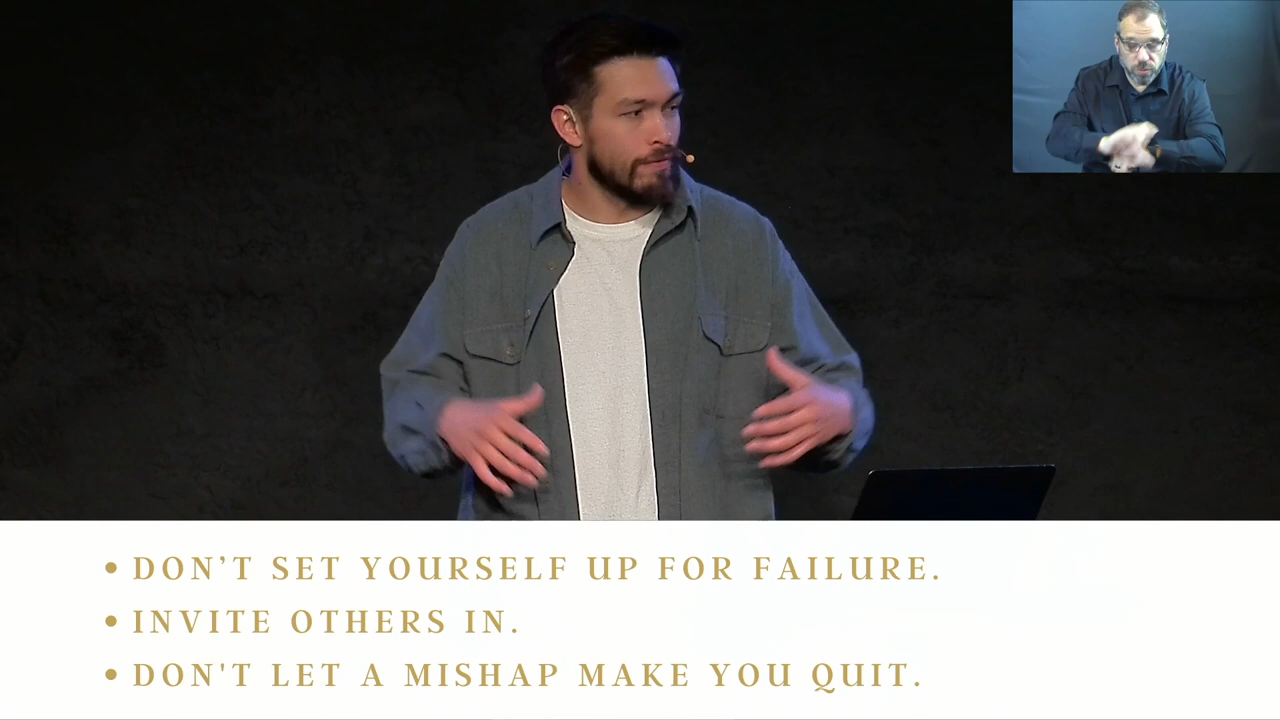 • DON’T SET YOURSELF UP FOR FAILURE.
• INVITE OTHERS IN.
• DON'T LET A MISHAP MAKE YOU QUIT.